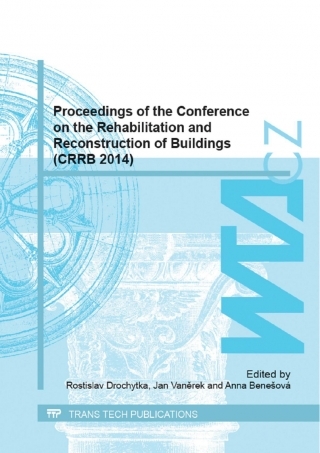 Proceedings of the Conference
on the Rehabilitation and
Reconstruction of Buildings
(CRRB 2014)
WTA
CZ
Edited by
Rostislav Drochytka, Jan Vaněrek and Anna Benešová
TTP TRANS TECH PUBLICATIONS